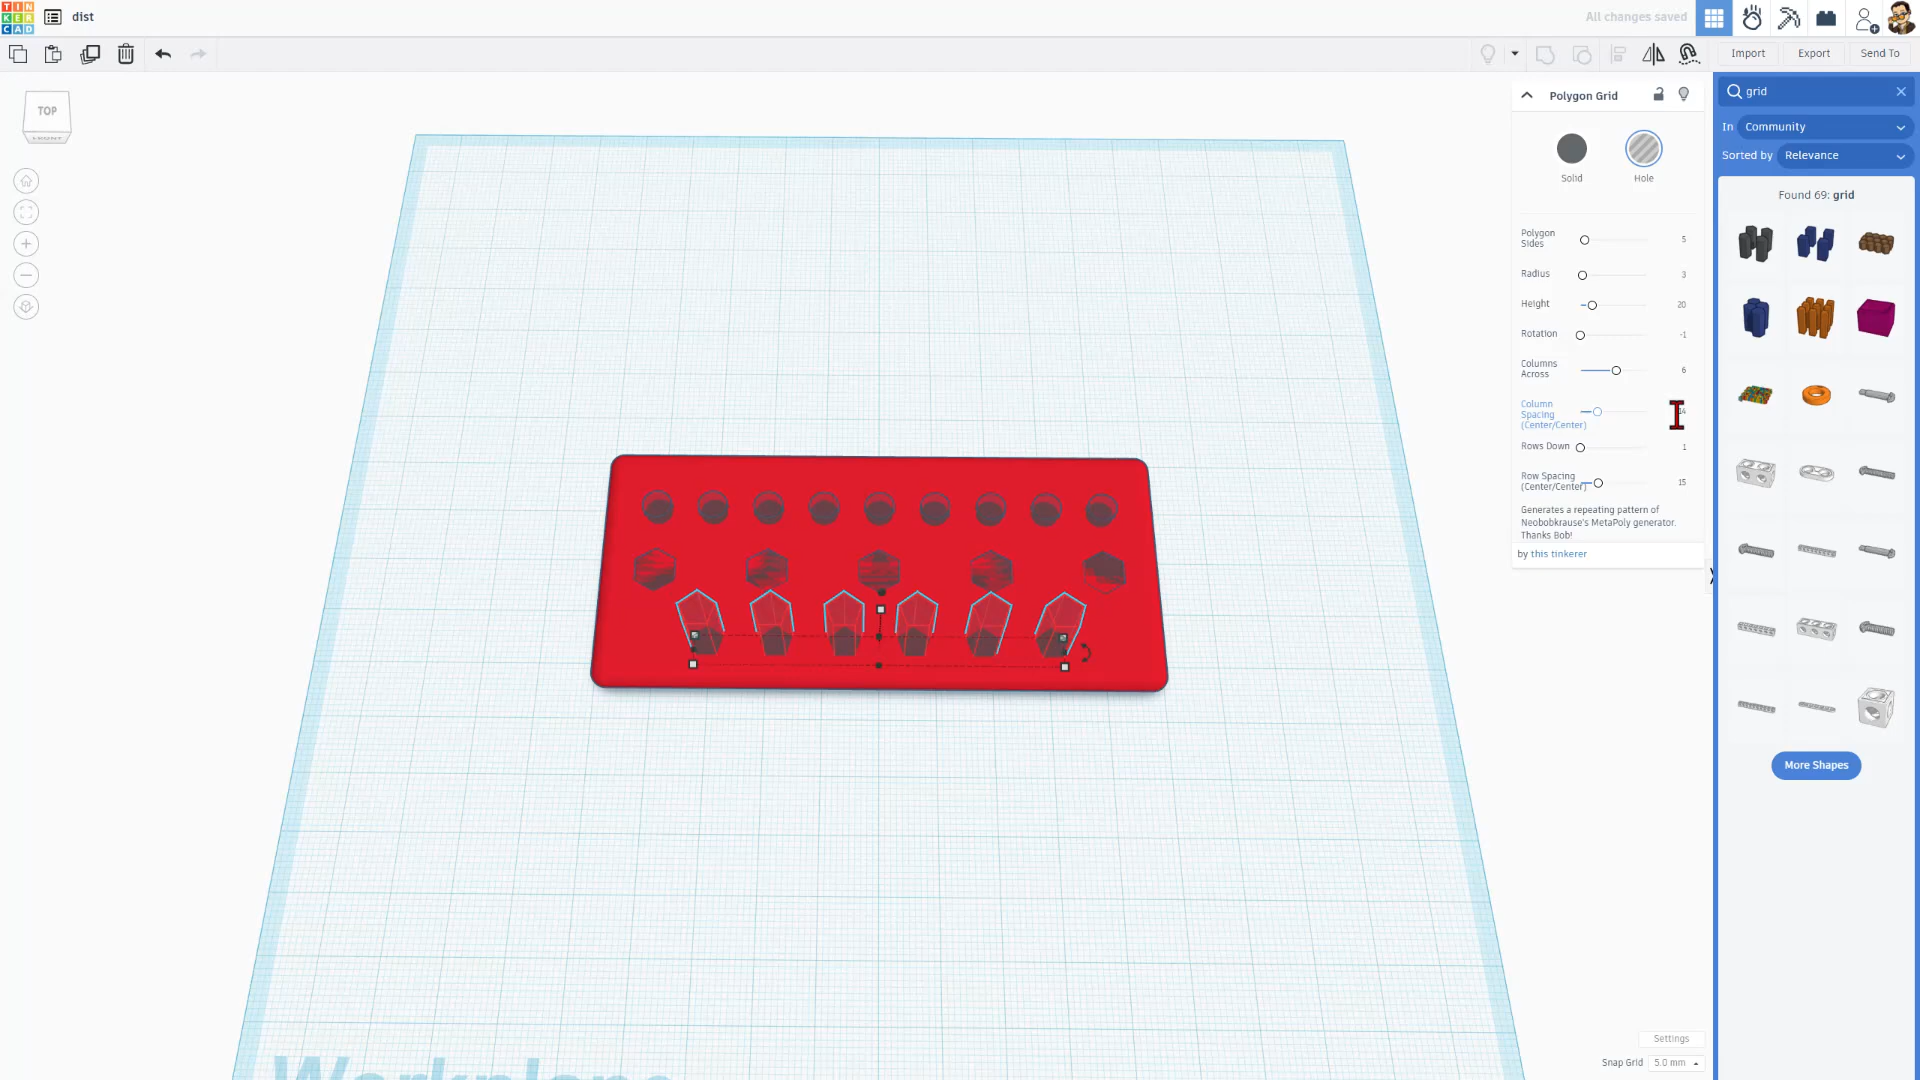 TIN
KER
CAD
dist
All changes saved
Import
Export
Send To
TOP
FRONT
Polygon Grid
Solid
Hole
Polygon
Sides
5
Radius
3
Height
20
Rotation
-1
Columns
Across
6
Column
Spacing
(Center/Center)
14
Rows Down
1
Row Spacing
(Center/Center)
15
Generates a repeating pattern of
Neobobkrause's MetaPoly generator.
Thanks Bob!
by this tinkerer
grid
In
Community
Sorted by
Relevance
Found 69: grid
More Shapes
Settings
Snap Grid
5.0 mm
Workplane